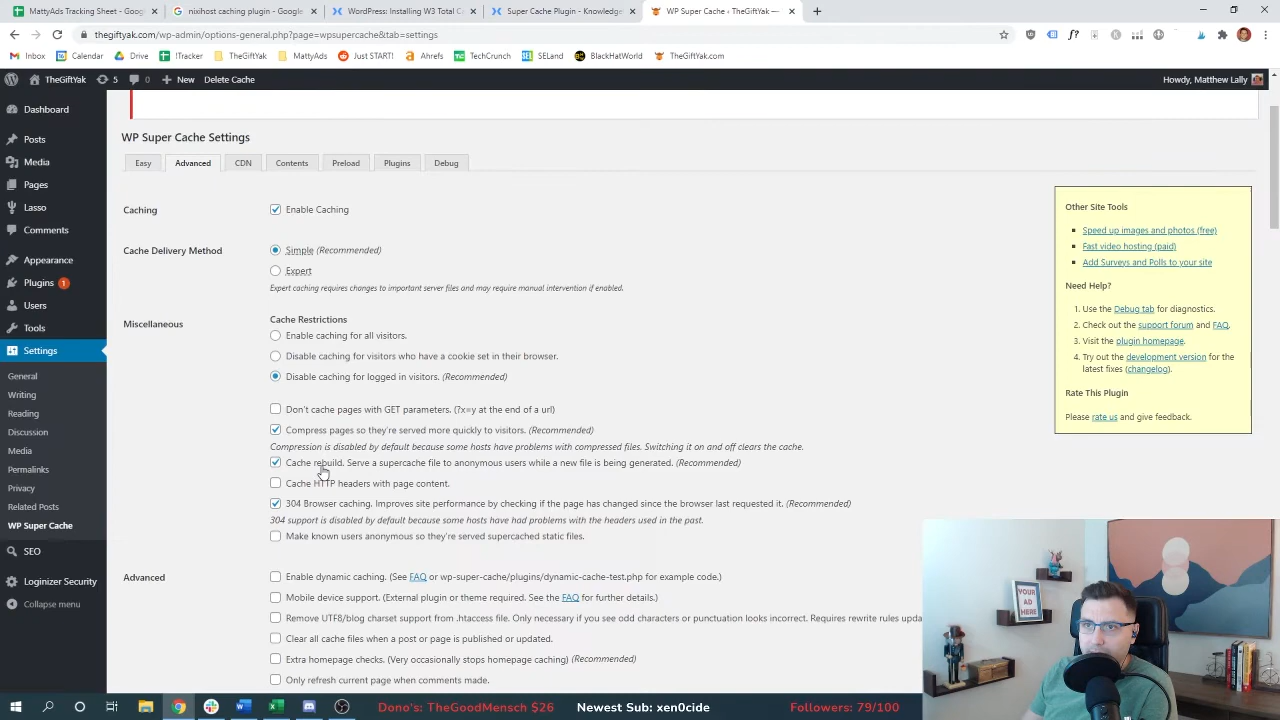 MattyAds Tracking Sheet - Goog
nixihost caching plugin - Google
WordPress: Installing W3 Total C
Super Cache Plugin - Knowledge
WP Super Cache ‹ TheGiftYak —
thegiftyak.com/wp-admin/options-general.php?page=wpsupercache&tab=settings
Inbox
Calendar
Drive
ITracker
TheGiftYak
MattyAds
Just START!
Ahrefs
TechCrunch
SELand
BlackHatWorld
TheGiftYak.com
TheGiftYak
5
0
New
Delete Cache
Howdy, Matthew Lally
Dashboard
Posts
Media
Pages
Lasso
Comments
Appearance
Plugins 1
Users
Tools
Settings
General
Writing
Reading
Discussion
Media
Permalinks
Privacy
Related Posts
WP Super Cache
SEO
Loginizer Security
Collapse menu
WP Super Cache Settings
Easy
Advanced
CDN
Contents
Preload
Plugins
Debug
Caching
Enable Caching
Cache Delivery Method
Simple (Recommended)
Expert
Expert caching requires changes to important server files and may require manual intervention if enabled.
Miscellaneous
Cache Restrictions
Enable caching for all visitors.
Disable caching for visitors who have a cookie set in their browser.
Disable caching for logged in visitors. (Recommended)
Don't cache pages with GET parameters. (?x=y at the end of a url)
Compress pages so they're served more quickly to visitors. (Recommended)
Compression is disabled by default because some hosts have problems with compressed files. Switching it on and off clears the cache.
Cache rebuild. Serve a supercache file to anonymous users while a new file is being generated. (Recommended)
Cache HTTP headers with page content.
304 Browser caching. Improves site performance by checking if the page has changed since the browser last requested it. (Recommended)
304 support is disabled by default because some hosts have had problems with the headers used in the past.
Make known users anonymous so they're served supercached static files.
Advanced
Enable dynamic caching. (See FAQ or wp-super-cache/plugins/dynamic-cache-test.php for example code.)
Mobile device support. (External plugin or theme required. See the FAQ for further details.)
Remove UTF8/blog charset support from .htaccess file. Only necessary if you see odd characters or punctuation looks incorrect. Requires rewrite rules upda
Clear all cache files when a post or page is published or updated.
Extra homepage checks. (Very occasionally stops homepage caching) (Recommended)
Only refresh current page when comments made.
Other Site Tools
Speed up images and photos (free)
Fast video hosting (paid)
Add Surveys and Polls to your site
Need Help?
1. Use the Debug tab for diagnostics.
2. Check out the support forum and FAQ.
3. Visit the plugin homepage.
4. Try out the development version for the
latest fixes (changelog).
Rate This Plugin
Please rate us and give feedback.
YOUR
AD
HERE
Dono's: TheGoodMensch $26
Newest Sub: xen0cide
Followers: 79/100